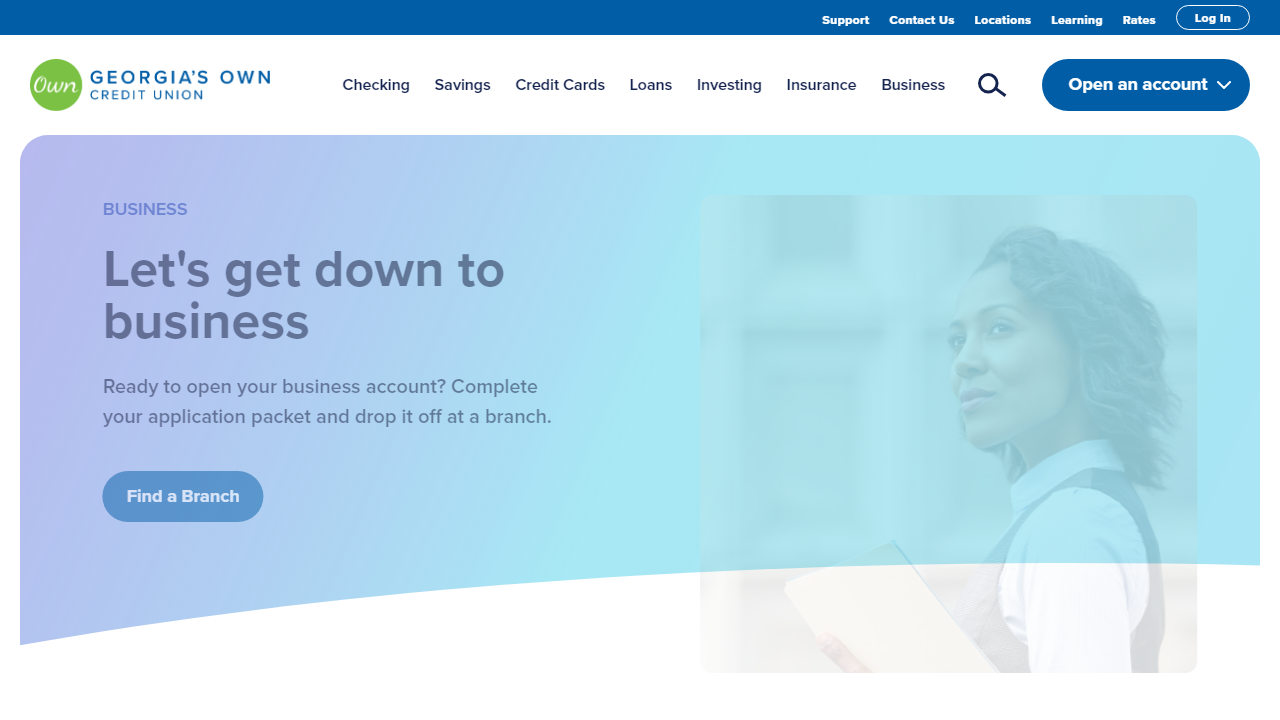 Support Contact Us Locations Learning Rates Log In
Own GEORGIA'S OWN
CREDIT UNION
Checking Savings Credit Cards Loans Investing Insurance Business Open an account
BUSINESS
Let's get down to
business
Ready to open your business account? Complete
your application packet and drop it off at a branch.
Find a Branch